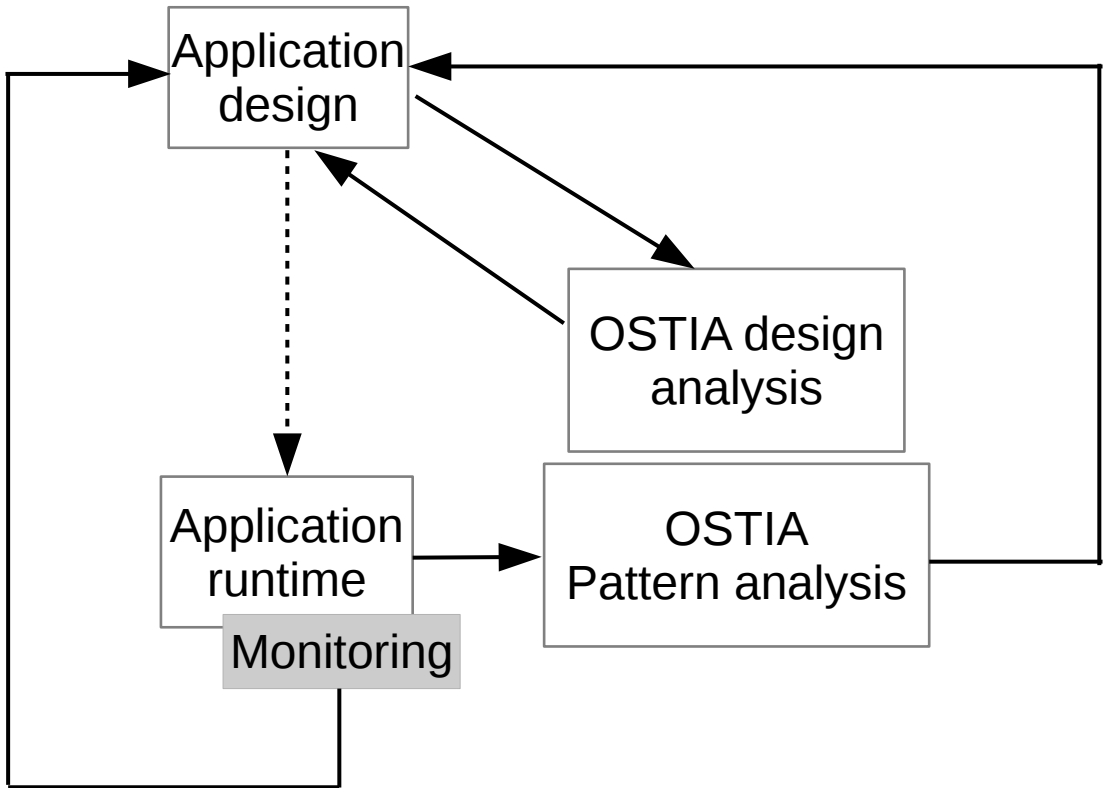 Application
design
OSTIA design
analysis
Application
runtime
OSTIA
Pattern analysis
Monitoring